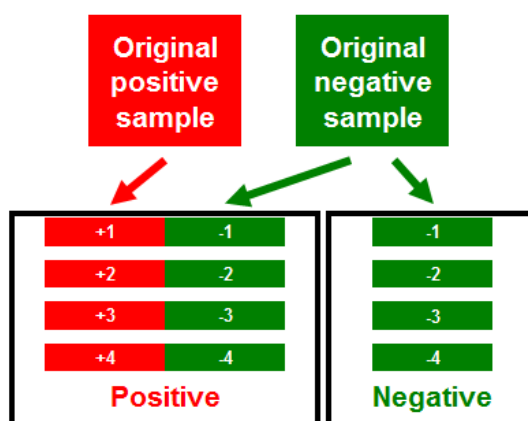 Original
positive
sample
Original
negative
sample
+1 -1 -1
+2 -2 -2
+3 -3 -3
+4 -4 -4
Positive Negative